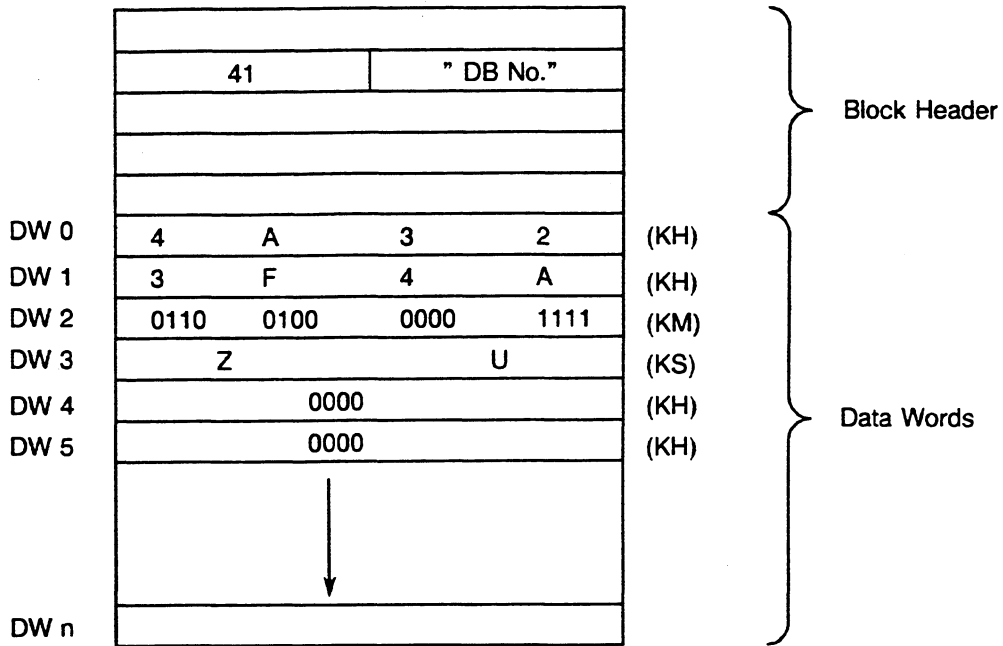 41 " DB No."
Block Header
DW 0 4 A 3 2 (KH)
DW 1 3 F 4 A (KH)
DW 2 0110 0100 0000 1111 (KM)
DW 3 Z U (KS)
DW 4 0000 (KH)
Data Words
DW 5 0000 (KH)
DW n